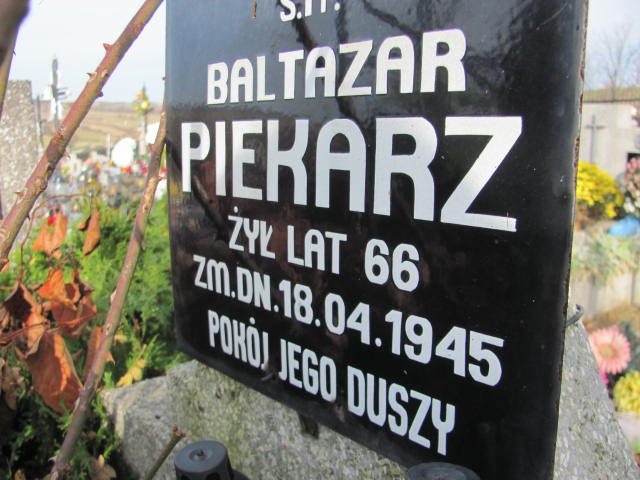 Ś.P.
BALTAZAR
PIEKARZ
ŻYŁ LAT 66
ZM.DN.18.04.1945
POKÓJ JEGO DUSZY